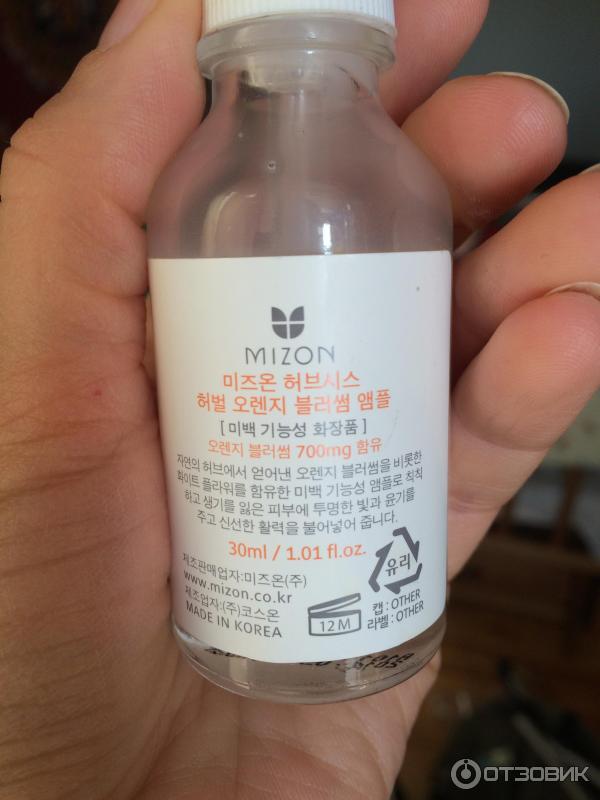 MIZON
미즈온 허브시스
허벌 오렌지 블러썸 앰플
[ 미백 기능성 화장품 ]
오렌지 블러썸 700mg 함유
자연의 허브에서 얻어낸 오렌지 블러썸을 비롯한
화이트 플라워를 함유한 미백 기능성 앰플로 칙칙
하고 생기를 잃은 피부에 투명한 빛과 윤기를
주고 신선한 활력을 불어넣어 줍니다.
30ml / 1.01 fl.oz.
제조판매업자:미즈온(주)
www.mizon.co.kr
제조업자:(주)코스온
MADE IN KOREA
12M
유리
캡 : OTHER
라벨 : OTHER
ОТЗОВИК